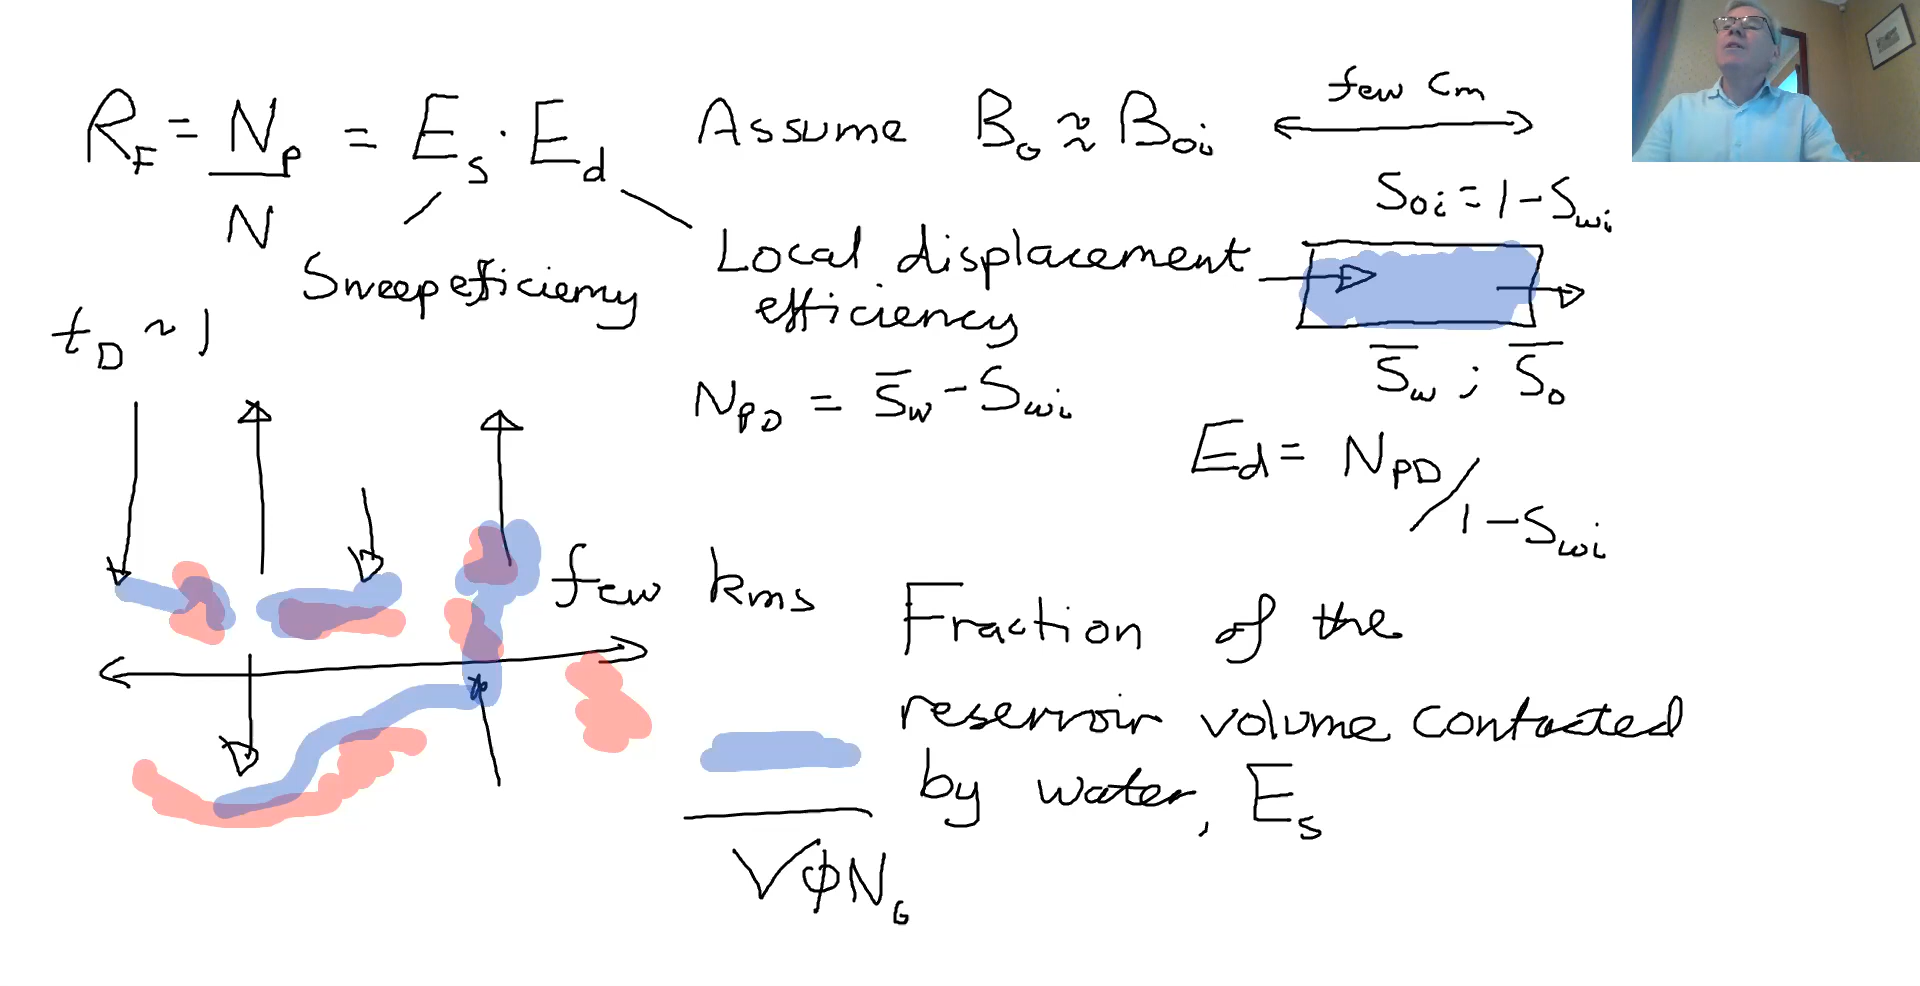 R_F = N_p / N = E_s · E_d
Assume B_o ≈ B_oi
few cm
S_oi = 1 - S_wi
Sweep efficiency
Local displacement
efficiency
t_D ~ 1
S̅_w ; S̅_o
N_pD = S̅_w - S_wi
E_d = N_pD / 1 - S_wi
few kms
Fraction of the
reservoir volume contacted
by water, E_s
VφN_G